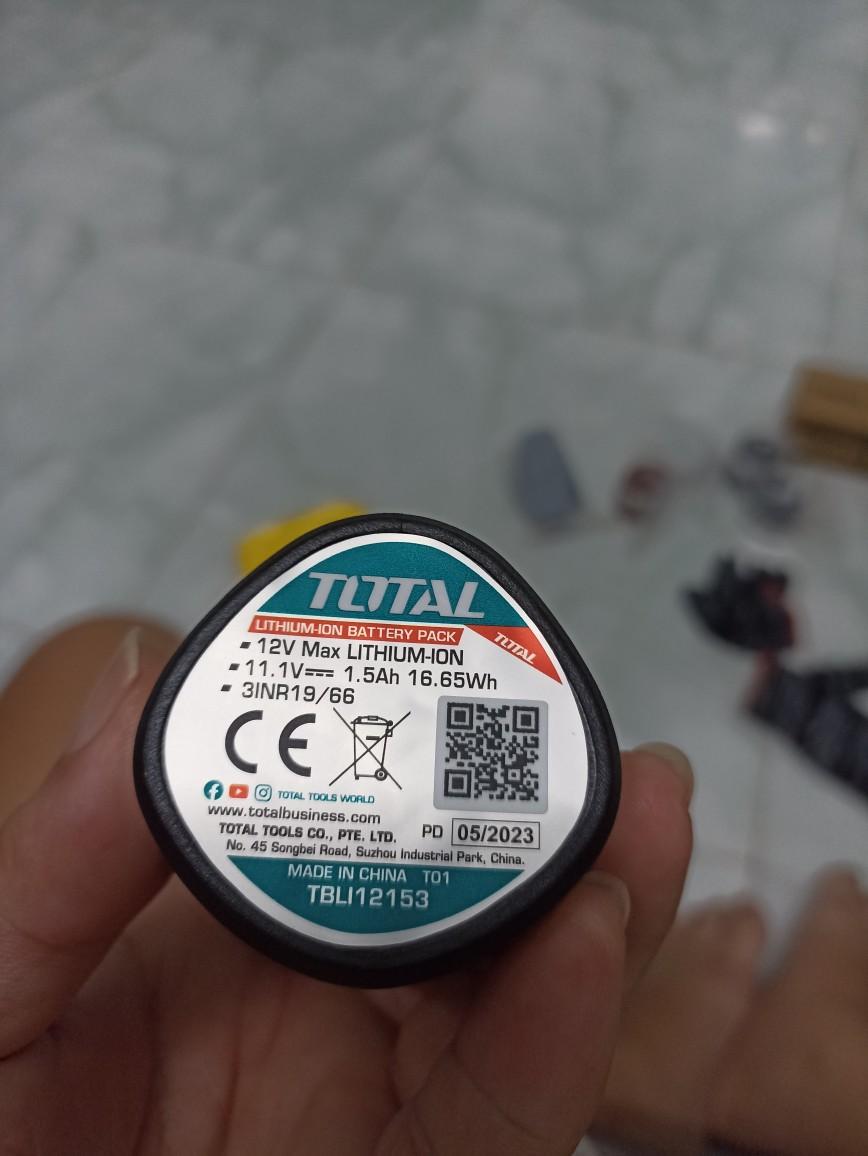 TOTAL
LITHIUM-ION BATTERY PACK
TOTAL
▪ 12V Max LITHIUM-ION
▪ 11.1V⎓ 1.5Ah 16.65Wh
▪ 3INR19/66
CE
TOTAL TOOLS WORLD
www.totalbusiness.com
TOTAL TOOLS CO., PTE. LTD.
PD 05/2023
No. 45 Songbei Road, Suzhou Industrial Park, China.
MADE IN CHINA T01
TBLI12153